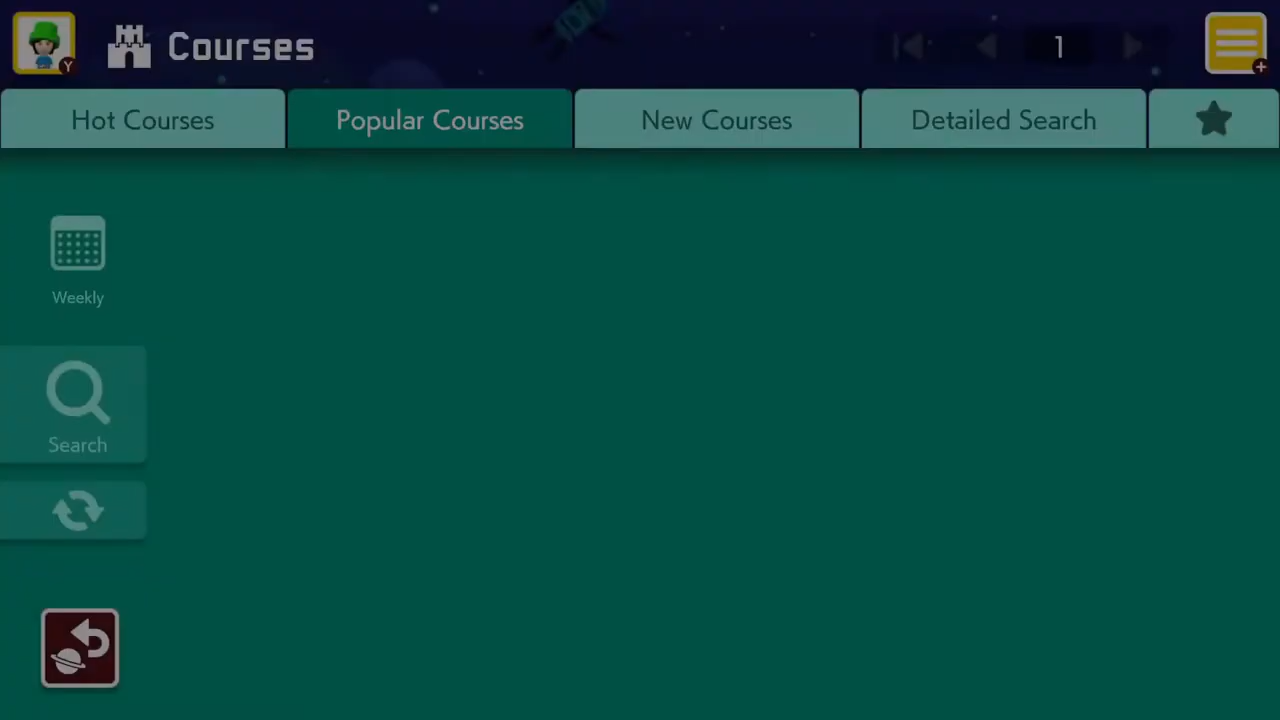 Y
Courses
1
+
Hot Courses
Popular Courses
New Courses
Detailed Search
Weekly
Search